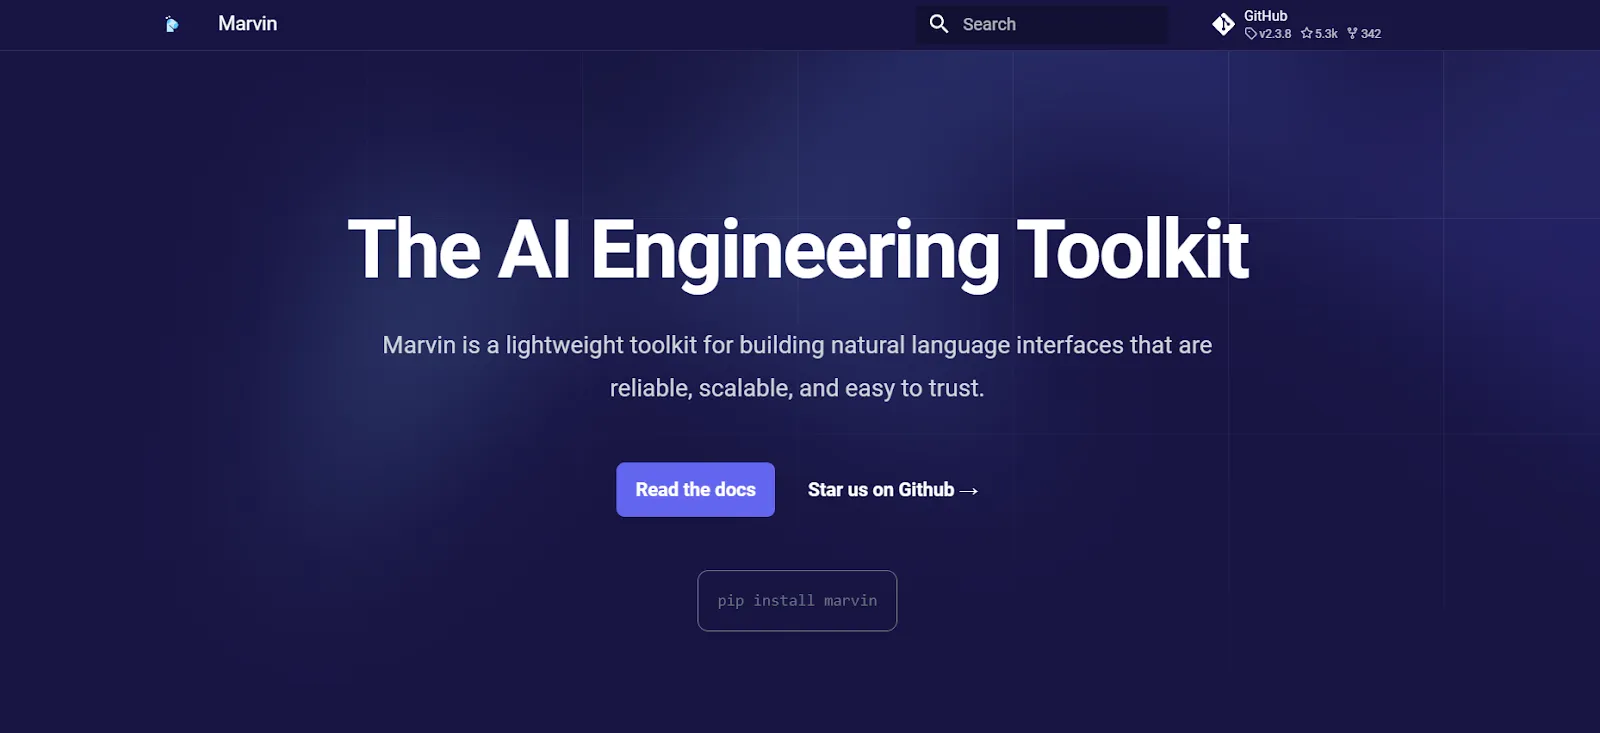 Marvin
Search
GitHub
v2.3.8 5.3k 342
The AI Engineering Toolkit
Marvin is a lightweight toolkit for building natural language interfaces that are
reliable, scalable, and easy to trust.
Read the docs
Star us on Github →
pip install marvin